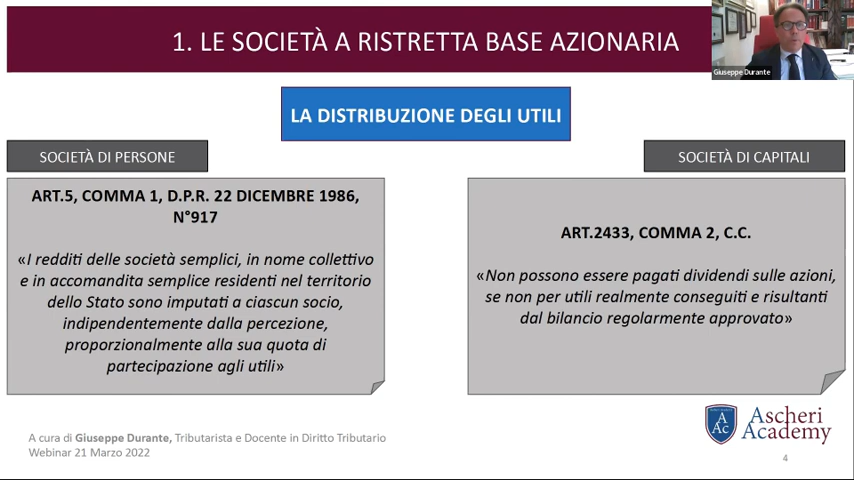 1. LE SOCIETÀ A RISTRETTA BASE AZIONARIA
Giuseppe Durante
LA DISTRIBUZIONE DEGLI UTILI
SOCIETÀ DI PERSONE
ART.5, COMMA 1, D.P.R. 22 DICEMBRE 1986,
N°917
«I redditi delle società semplici, in nome collettivo
e in accomandita semplice residenti nel territorio
dello Stato sono imputati a ciascun socio,
indipendentemente dalla percezione,
proporzionalmente alla sua quota di
partecipazione agli utili»
SOCIETÀ DI CAPITALI
ART.2433, COMMA 2, C.C.
«Non possono essere pagati dividendi sulle azioni,
se non per utili realmente conseguiti e risultanti
dal bilancio regolarmente approvato»
A cura di Giuseppe Durante, Tributarista e Docente in Diritto Tributario
Webinar 21 Marzo 2022
A
Ac
Ascheri
Academy
4